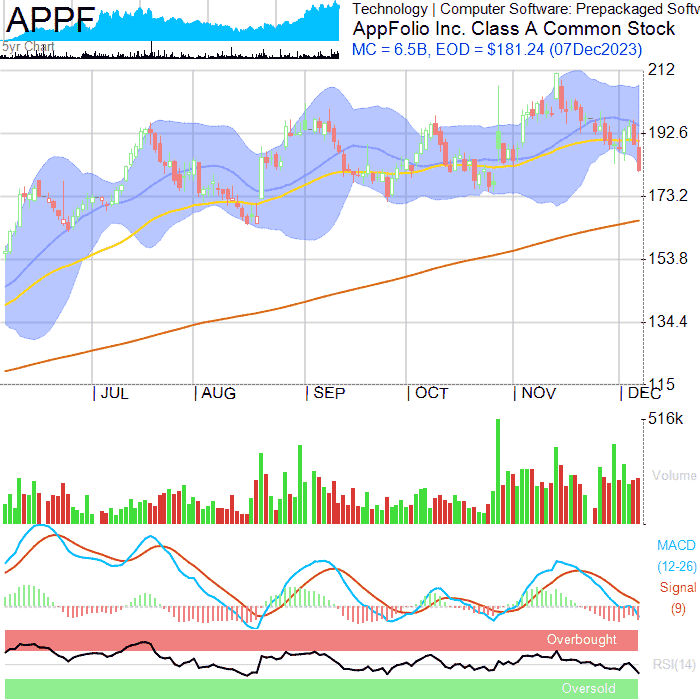 APPF
5yr Chart
Technology | Computer Software: Prepackaged Softw
AppFolio Inc. Class A Common Stock
MC = 6.5B, EOD = $181.24 (07Dec2023)
212
192.6
173.2
153.8
134.4
115
JUL AUG SEP OCT NOV DEC
516k
Volume
MACD
(12-26)
Signal
(9)
Overbought
RSI(14)
Oversold